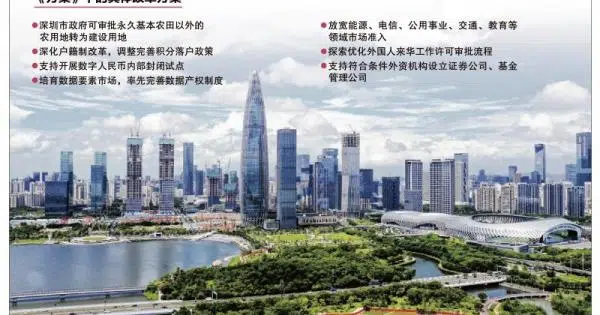 《方案》中的具体改革方案
●深圳市政府可审批永久基本农田以外的
农用地转为建设用地
●深化户籍制改革，调整完善积分落户政策
●支持开展数字人民币内部封闭试点
●培育数据要素市场，率先完善数据产权制度
●放宽能源、电信、公用事业、交通、教育等
领域市场准入
●探索优化外国人来华工作许可审批流程
●支持符合条件外资机构设立证券公司、基金
管理公司